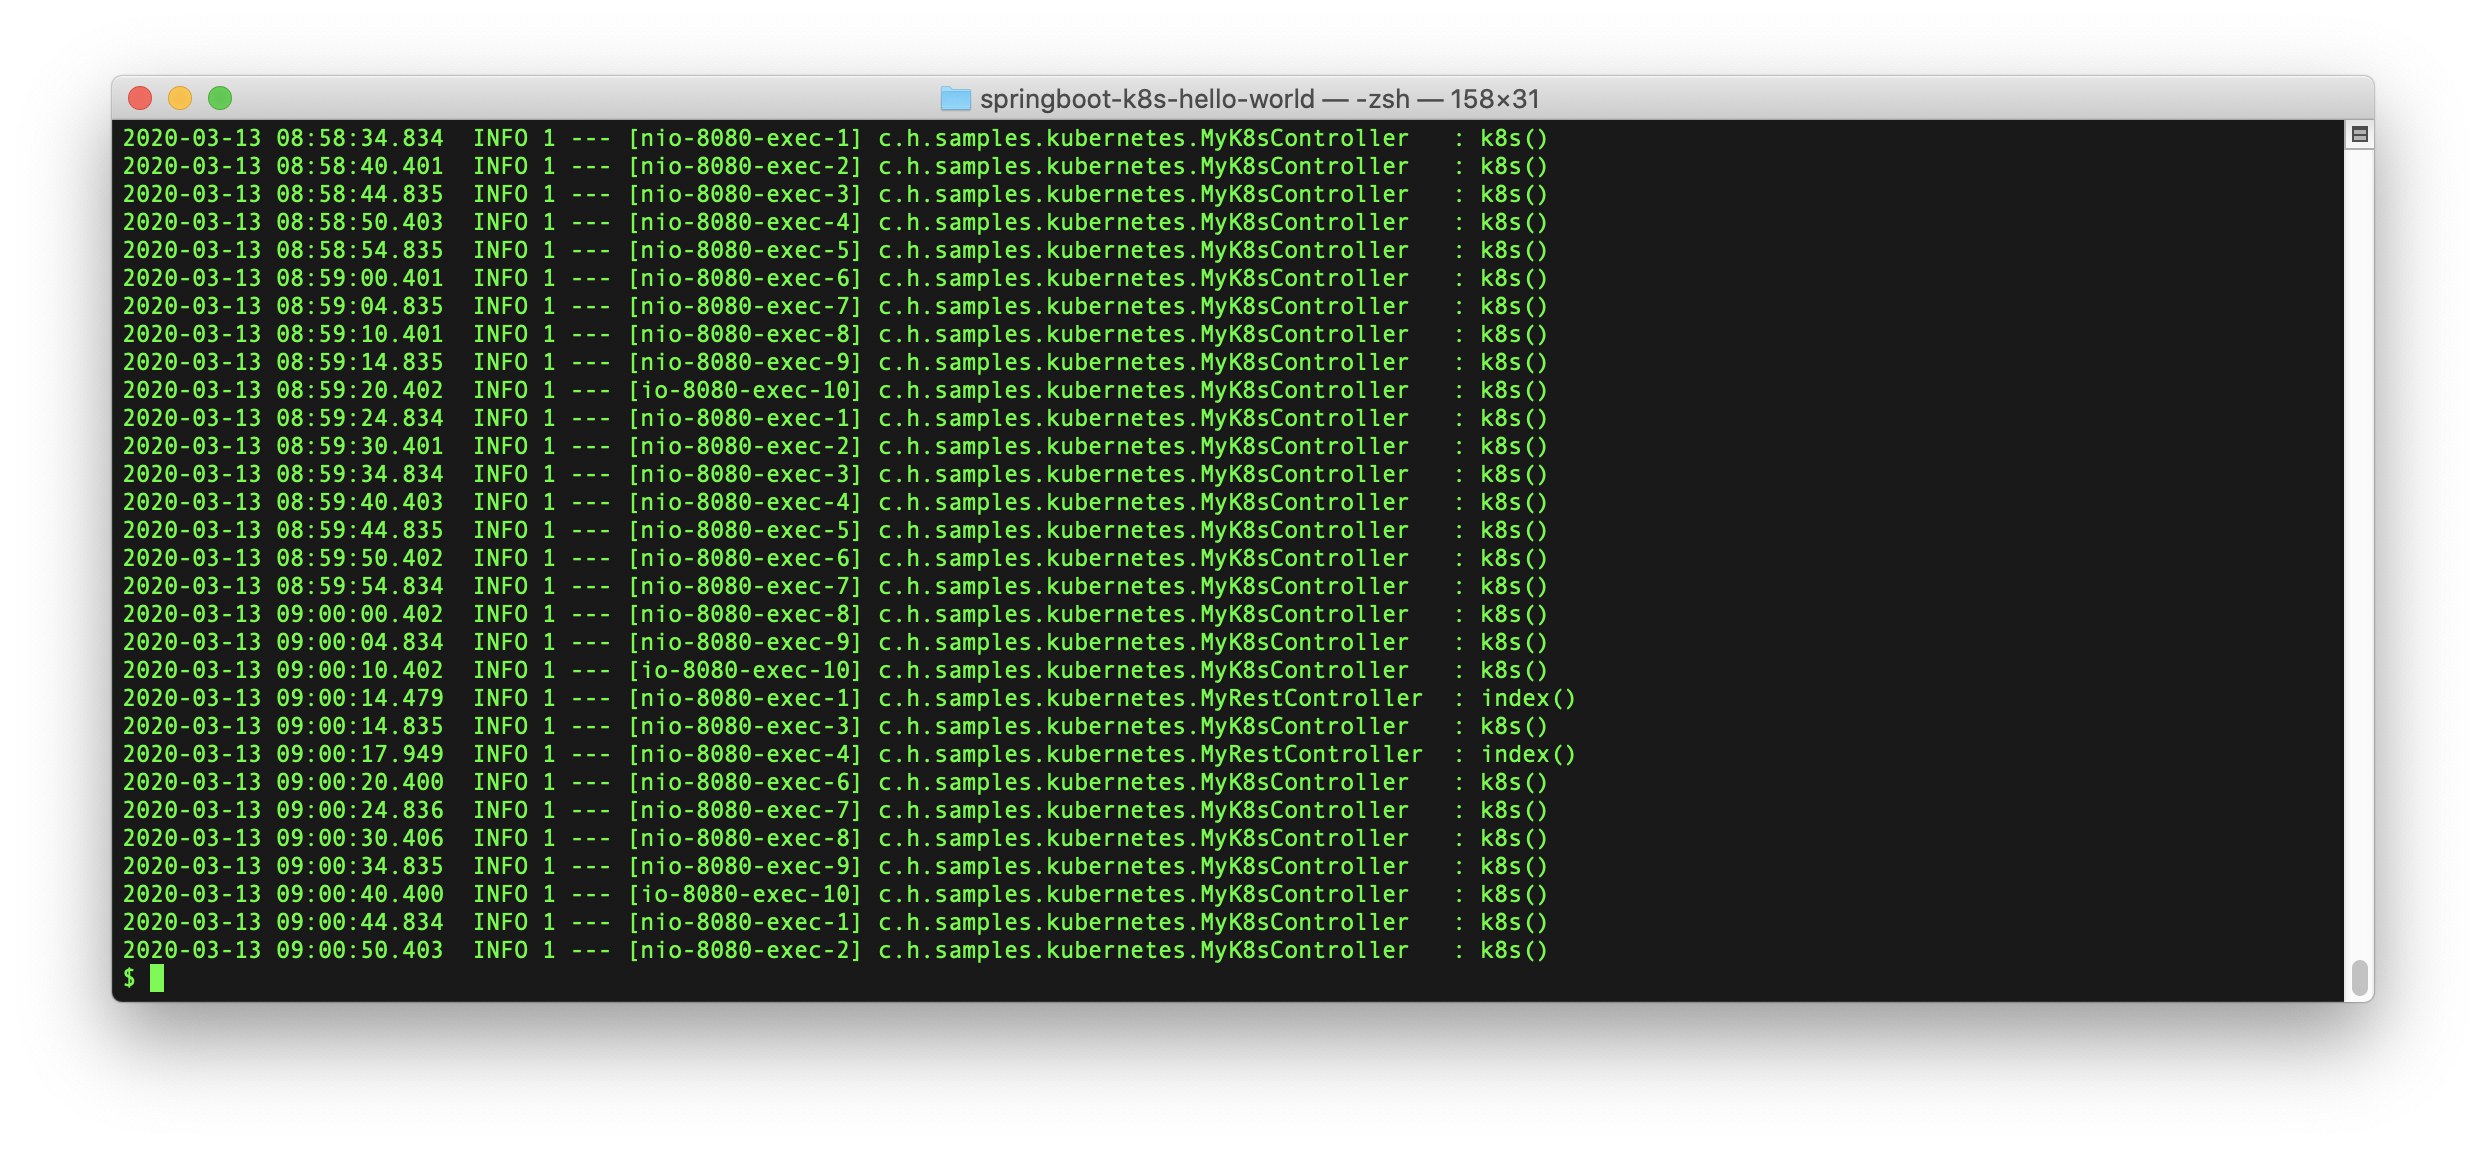 springboot-k8s-hello-world — -zsh — 158×31
2020-03-13 08:58:34.834  INFO 1 --- [nio-8080-exec-1] c.h.samples.kubernetes.MyK8sController   : k8s()
2020-03-13 08:58:40.401  INFO 1 --- [nio-8080-exec-2] c.h.samples.kubernetes.MyK8sController   : k8s()
2020-03-13 08:58:44.835  INFO 1 --- [nio-8080-exec-3] c.h.samples.kubernetes.MyK8sController   : k8s()
2020-03-13 08:58:50.403  INFO 1 --- [nio-8080-exec-4] c.h.samples.kubernetes.MyK8sController   : k8s()
2020-03-13 08:58:54.835  INFO 1 --- [nio-8080-exec-5] c.h.samples.kubernetes.MyK8sController   : k8s()
2020-03-13 08:59:00.401  INFO 1 --- [nio-8080-exec-6] c.h.samples.kubernetes.MyK8sController   : k8s()
2020-03-13 08:59:04.835  INFO 1 --- [nio-8080-exec-7] c.h.samples.kubernetes.MyK8sController   : k8s()
2020-03-13 08:59:10.401  INFO 1 --- [nio-8080-exec-8] c.h.samples.kubernetes.MyK8sController   : k8s()
2020-03-13 08:59:14.835  INFO 1 --- [nio-8080-exec-9] c.h.samples.kubernetes.MyK8sController   : k8s()
2020-03-13 08:59:20.402  INFO 1 --- [io-8080-exec-10] c.h.samples.kubernetes.MyK8sController   : k8s()
2020-03-13 08:59:24.834  INFO 1 --- [nio-8080-exec-1] c.h.samples.kubernetes.MyK8sController   : k8s()
2020-03-13 08:59:30.401  INFO 1 --- [nio-8080-exec-2] c.h.samples.kubernetes.MyK8sController   : k8s()
2020-03-13 08:59:34.834  INFO 1 --- [nio-8080-exec-3] c.h.samples.kubernetes.MyK8sController   : k8s()
2020-03-13 08:59:40.403  INFO 1 --- [nio-8080-exec-4] c.h.samples.kubernetes.MyK8sController   : k8s()
2020-03-13 08:59:44.835  INFO 1 --- [nio-8080-exec-5] c.h.samples.kubernetes.MyK8sController   : k8s()
2020-03-13 08:59:50.402  INFO 1 --- [nio-8080-exec-6] c.h.samples.kubernetes.MyK8sController   : k8s()
2020-03-13 08:59:54.834  INFO 1 --- [nio-8080-exec-7] c.h.samples.kubernetes.MyK8sController   : k8s()
2020-03-13 09:00:00.402  INFO 1 --- [nio-8080-exec-8] c.h.samples.kubernetes.MyK8sController   : k8s()
2020-03-13 09:00:04.834  INFO 1 --- [nio-8080-exec-9] c.h.samples.kubernetes.MyK8sController   : k8s()
2020-03-13 09:00:10.402  INFO 1 --- [io-8080-exec-10] c.h.samples.kubernetes.MyK8sController   : k8s()
2020-03-13 09:00:14.479  INFO 1 --- [nio-8080-exec-1] c.h.samples.kubernetes.MyRestController  : index()
2020-03-13 09:00:14.835  INFO 1 --- [nio-8080-exec-3] c.h.samples.kubernetes.MyK8sController   : k8s()
2020-03-13 09:00:17.949  INFO 1 --- [nio-8080-exec-4] c.h.samples.kubernetes.MyRestController  : index()
2020-03-13 09:00:20.400  INFO 1 --- [nio-8080-exec-6] c.h.samples.kubernetes.MyK8sController   : k8s()
2020-03-13 09:00:24.836  INFO 1 --- [nio-8080-exec-7] c.h.samples.kubernetes.MyK8sController   : k8s()
2020-03-13 09:00:30.406  INFO 1 --- [nio-8080-exec-8] c.h.samples.kubernetes.MyK8sController   : k8s()
2020-03-13 09:00:34.835  INFO 1 --- [nio-8080-exec-9] c.h.samples.kubernetes.MyK8sController   : k8s()
2020-03-13 09:00:40.400  INFO 1 --- [io-8080-exec-10] c.h.samples.kubernetes.MyK8sController   : k8s()
2020-03-13 09:00:44.834  INFO 1 --- [nio-8080-exec-1] c.h.samples.kubernetes.MyK8sController   : k8s()
2020-03-13 09:00:50.403  INFO 1 --- [nio-8080-exec-2] c.h.samples.kubernetes.MyK8sController   : k8s()
$